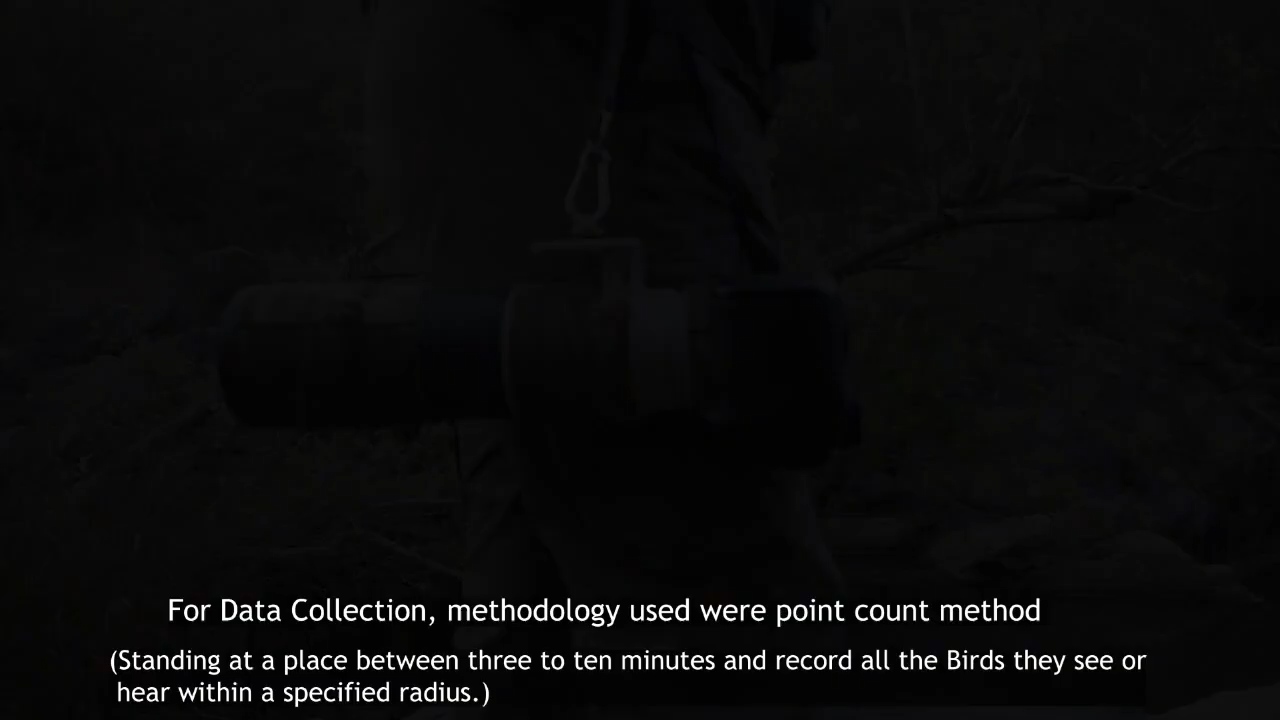 For Data Collection, methodology used were point count method
(Standing at a place between three to ten minutes and record all the Birds they see or
hear within a specified radius.)